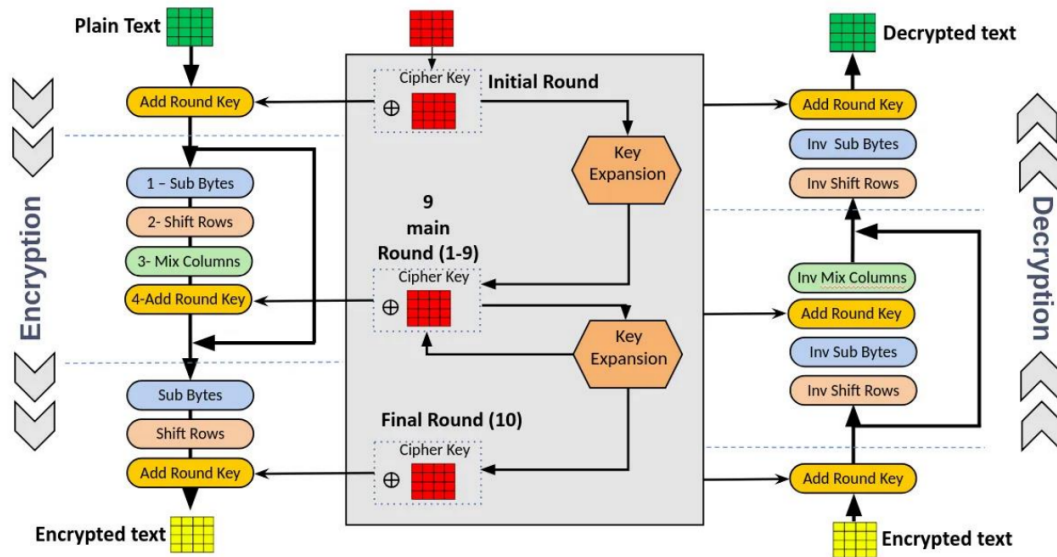 Plain Text
Add Round Key
1 – Sub Bytes
2- Shift Rows
3- Mix Columns
4-Add Round Key
Sub Bytes
Shift Rows
Add Round Key
Encrypted text
Encryption
Cipher Key
Initial Round
Key
Expansion
9
main
Round (1-9)
Cipher Key
Key
Expansion
Final Round (10)
Cipher Key
Decrypted text
Add Round Key
Inv Sub Bytes
Inv Shift Rows
Inv Mix Columns
Add Round Key
Inv Sub Bytes
Inv Shift Rows
Add Round Key
Encrypted text
Decryption